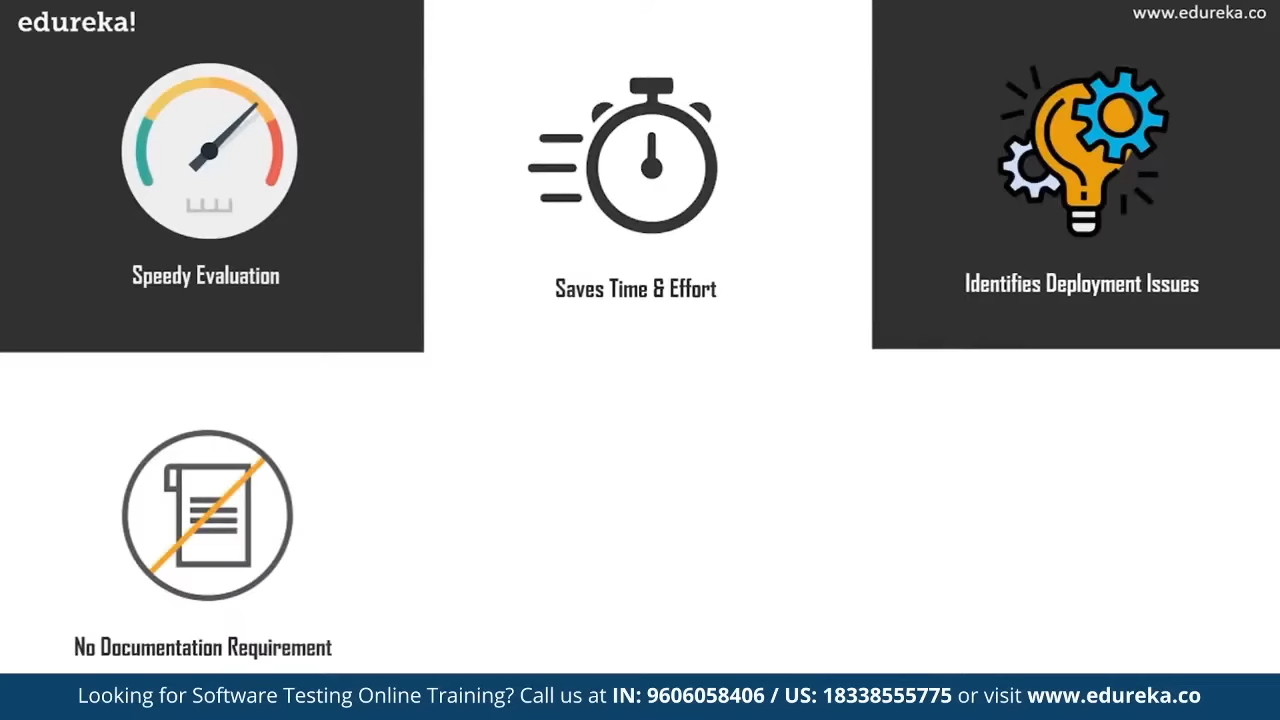 edureka!
www.edureka.co
Speedy Evaluation
Saves Time & Effort
Identifies Deployment Issues
No Documentation Requirement
Looking for Software Testing Online Training? Call us at IN: 9606058406 / US: 18338555775 or visit www.edureka.co